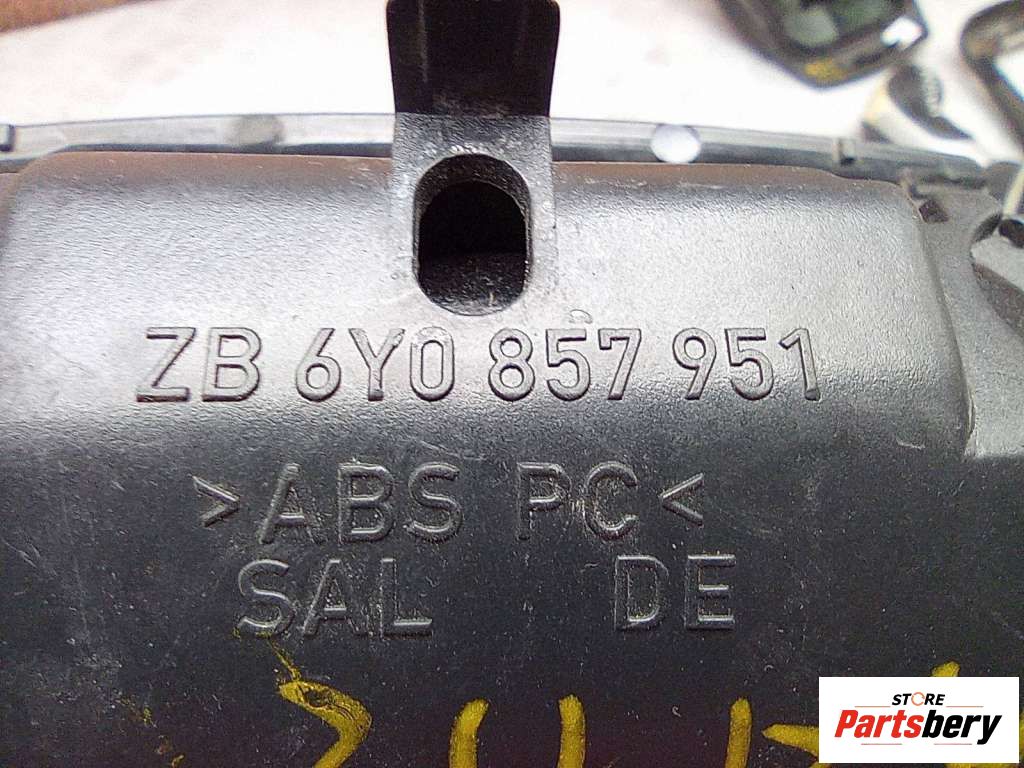 ZB 6Y0 857 951
>ABS PC<
SAL DE
STORE
Partsbery